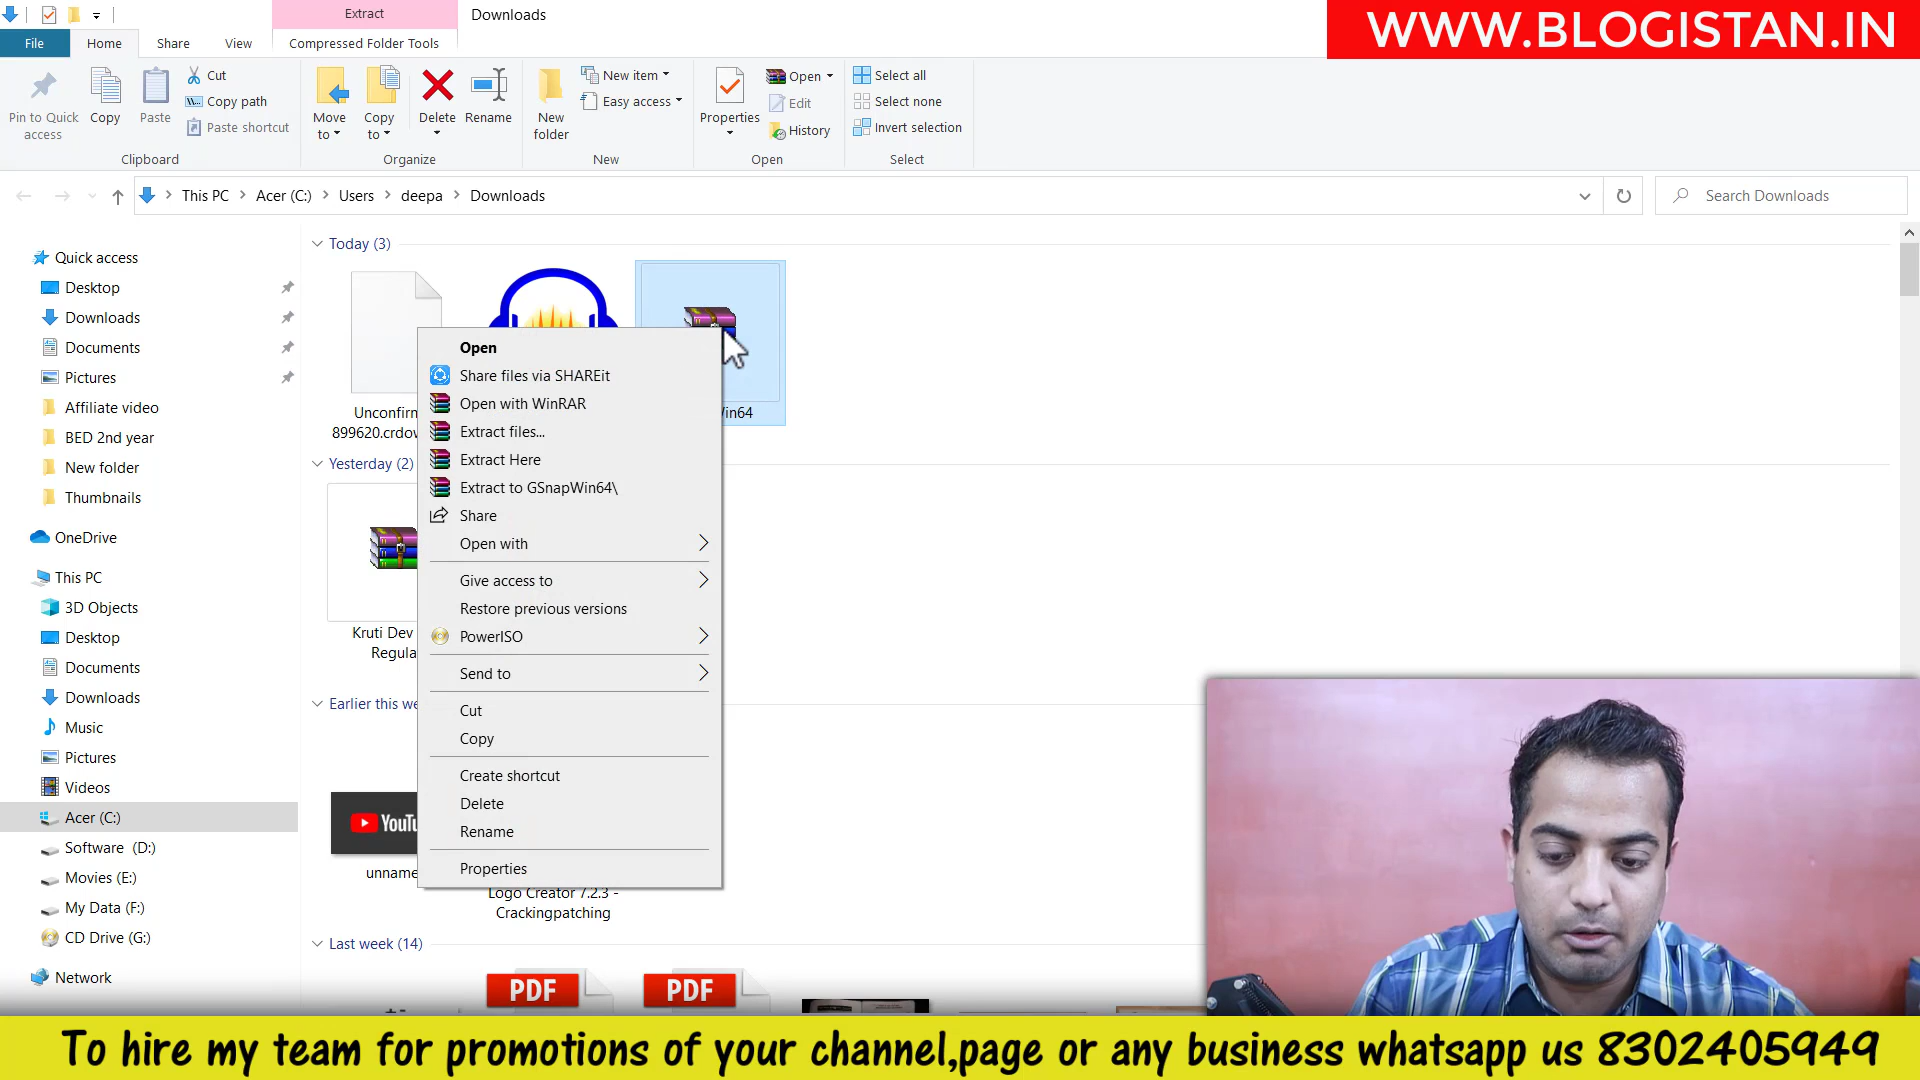 Extract
Downloads
WWW.BLOGISTAN.IN
File
Home
Share
View
Compressed Folder Tools
Pin to Quick access
Copy
Paste
Cut
Copy path
Paste shortcut
Move to
Copy to
Delete
Rename
New folder
New item
Easy access
Properties
Open
Edit
History
Select all
Select none
Invert selection
Clipboard
Organize
New
Open
Select
This PC
Acer (C:)
Users
deepa
Downloads
Search Downloads
Quick access
Desktop
Downloads
Documents
Pictures
Affiliate video
BED 2nd year
New folder
Thumbnails
OneDrive
This PC
3D Objects
Desktop
Documents
Downloads
Music
Pictures
Videos
Acer (C:)
Software (D:)
Movies (E:)
My Data (F:)
CD Drive (G:)
Network
Today (3)
Unconfirm
899620.crdov
Win64
Yesterday (2)
Kruti Dev
Regula
Earlier this we
YouTu
unname
Logo Creator 7.2.3 -
Crackingpatching
Last week (14)
PDF
PDF
Open
Share files via SHAREit
Open with WinRAR
Extract files...
Extract Here
Extract to GSnapWin64\
Share
Open with
Give access to
Restore previous versions
PowerISO
Send to
Cut
Copy
Create shortcut
Delete
Rename
Properties
To hire my team for promotions of your channel,page or any business whatsapp us 8302405949